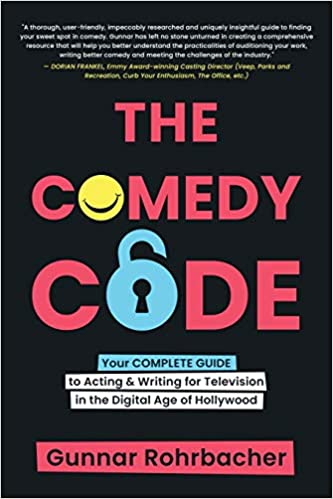 "A thorough, user-friendly, impeccably researched and uniquely insightful guide to finding
your sweet spot in comedy. Gunnar has left no stone unturned in creating a comprehensive
resource that will help you better understand the practicalities of auditioning your work,
writing better comedy and meeting the challenges of the industry."
— DORIAN FRANKEL, Emmy Award-winning Casting Director (Veep, Parks and
Recreation, Curb Your Enthusiasm, The Office, etc.)
THE
COMEDY
CODE
Your COMPLETE GUIDE
to Acting & Writing for Television
in the Digital Age of Hollywood
Gunnar Rohrbacher